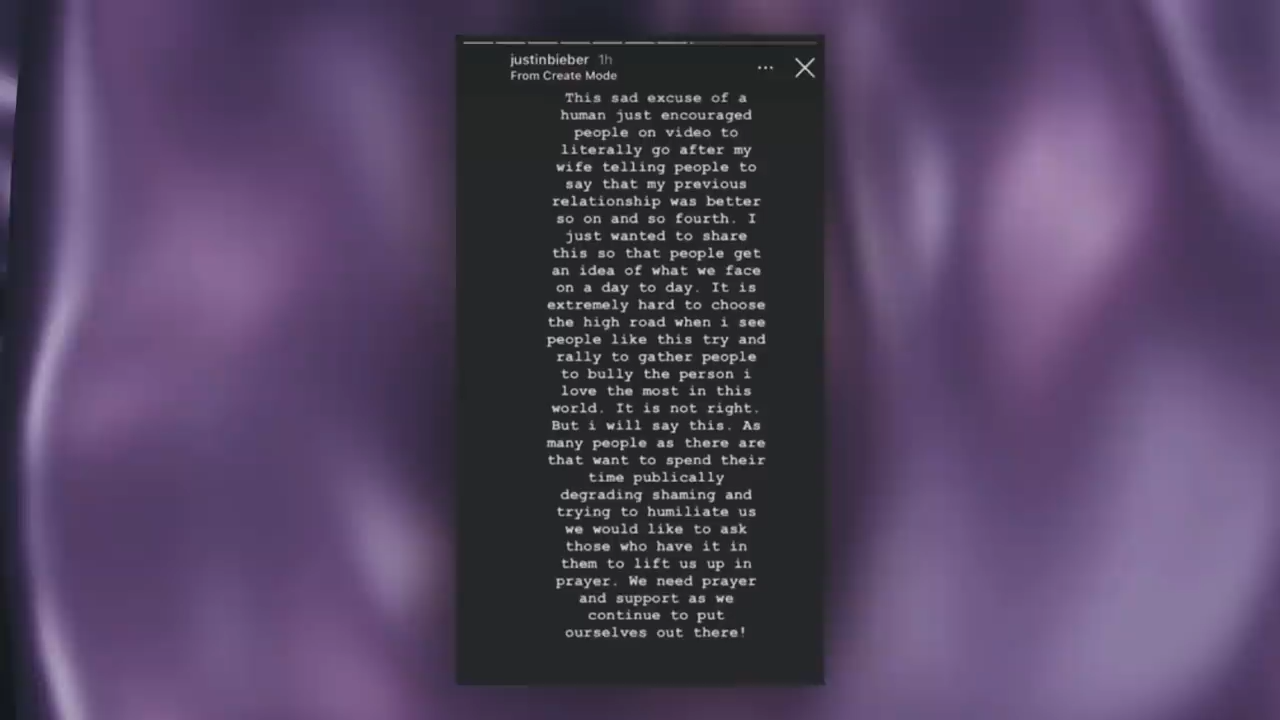 justinbieber 1h
From Create Mode
This sad excuse of a
human just encouraged
people on video to
literally go after my
wife telling people to
say that my previous
relationship was better
so on and so fourth. I
just wanted to share
this so that people get
an idea of what we face
on a day to day. It is
extremely hard to choose
the high road when i see
people like this try and
rally to gather people
to bully the person i
love the most in this
world. It is not right.
But i will say this. As
many people as there are
that want to spend their
time publically
degrading shaming and
trying to humiliate us
we would like to ask
those who have it in
them to lift us up in
prayer. We need prayer
and support as we
continue to put
ourselves out there!